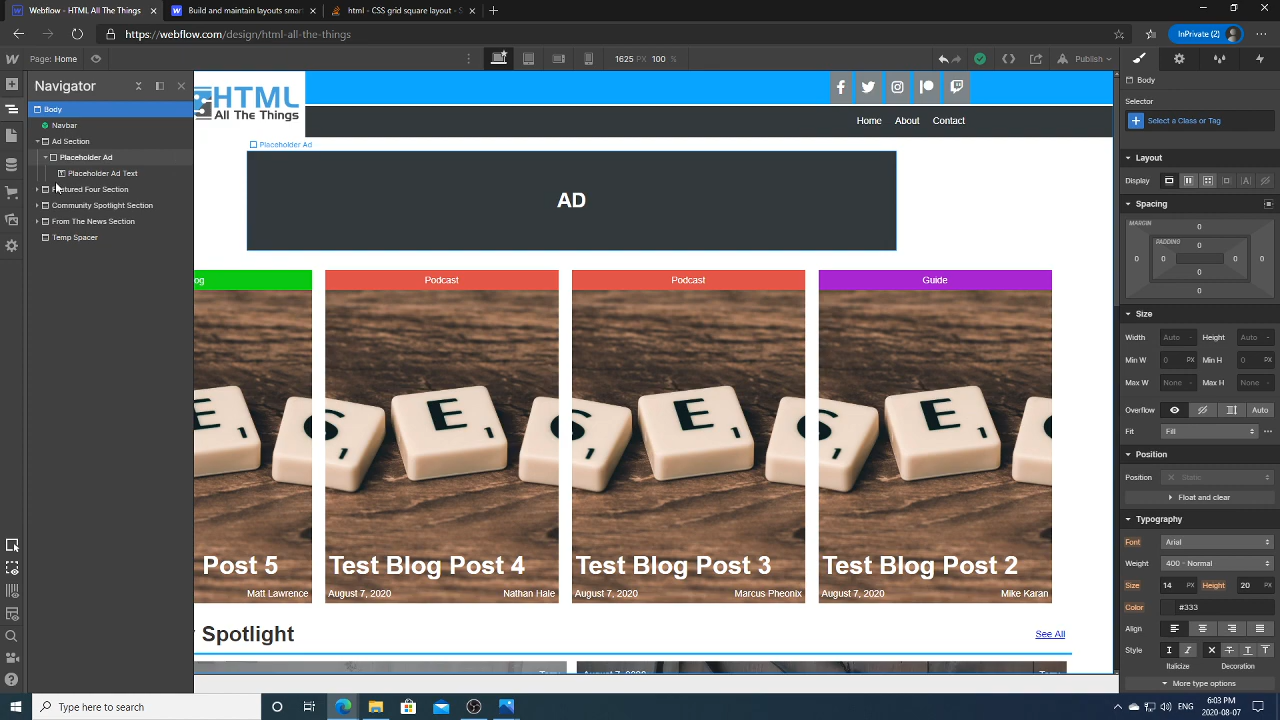 Webflow - HTML All The Things
Build and maintain Webflow smart
html - CSS grid square layout - S
https://webflow.com/design/htmlallthethings
InPrivate (2)
Page: Home
1625 PX 100 %
Publish
Navigator
Body
Navbar
Ad Section
Placeholder Ad
Placeholder Ad Text
Featured Four Section
Community Spotlight Section
From The News Section
Temp Spacer
HTML
All The Things
Home About Contact
Placeholder Ad
AD
og
Podcast
Podcast
Guide
E
1
S
E
1
S
E
1
S
E
1
Post 5
Matt Lawrence
Test Blog Post 4
August 7, 2020
Nathan Hale
Test Blog Post 3
August 7, 2020
Marcus Pheonix
Test Blog Post 2
August 7, 2020
Mike Karan
Spotlight
See All
Body
Selector
Select a Class or Tag
Layout
Display
Spacing
MARGIN
0
PADDING
0
0 0 0 0
0
0
Size
Width Auto - Height Auto -
Min W 0 PX Min H 0 PX
Max W None - Max H None -
Overflow Auto
Fit Fill
Position
Position Static
Float and clear
Typography
Font Arial
Weight 400 - Normal
Size 14 PX Height 20 PX
Color #333
Align
Style
Italicize Decoration
More type options
Type here to search
6:03 PM
2020-08-07